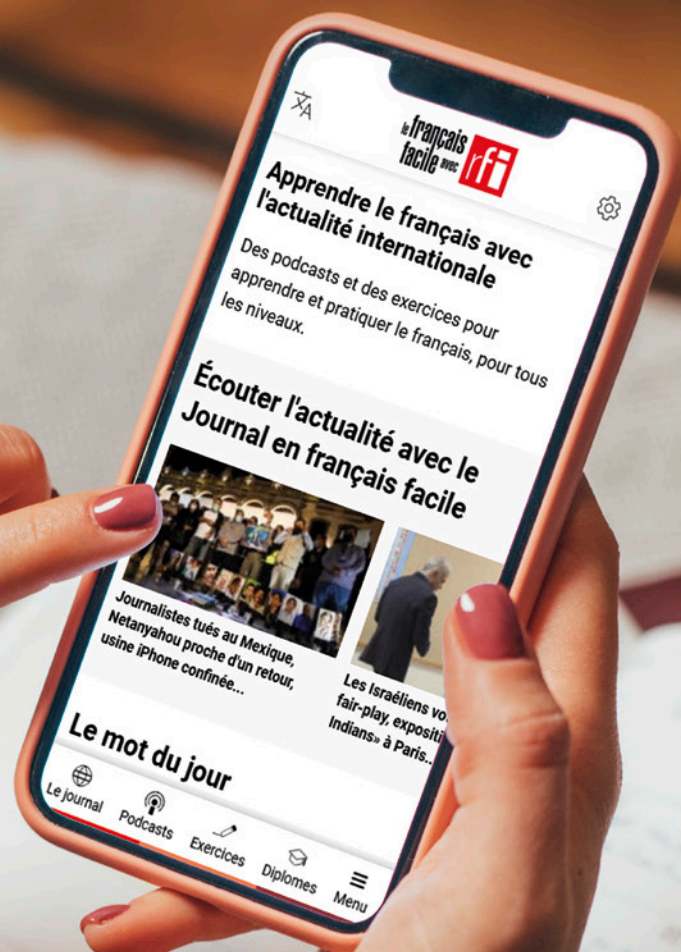 le français
facile avec rfi
Apprendre le français avec
l'actualité internationale
Des podcasts et des exercices pour
apprendre et pratiquer le français, pour tous
les niveaux.
Écouter l'actualité avec le
Journal en français facile
Journalistes tués au Mexique,
Netanyahou proche d'un retour,
usine iPhone confinée...
Les Israéliens
fair-play,
Indians» à Paris...
Le mot du jour
Le journal
Podcasts
Exercices
Diplomes
Menu